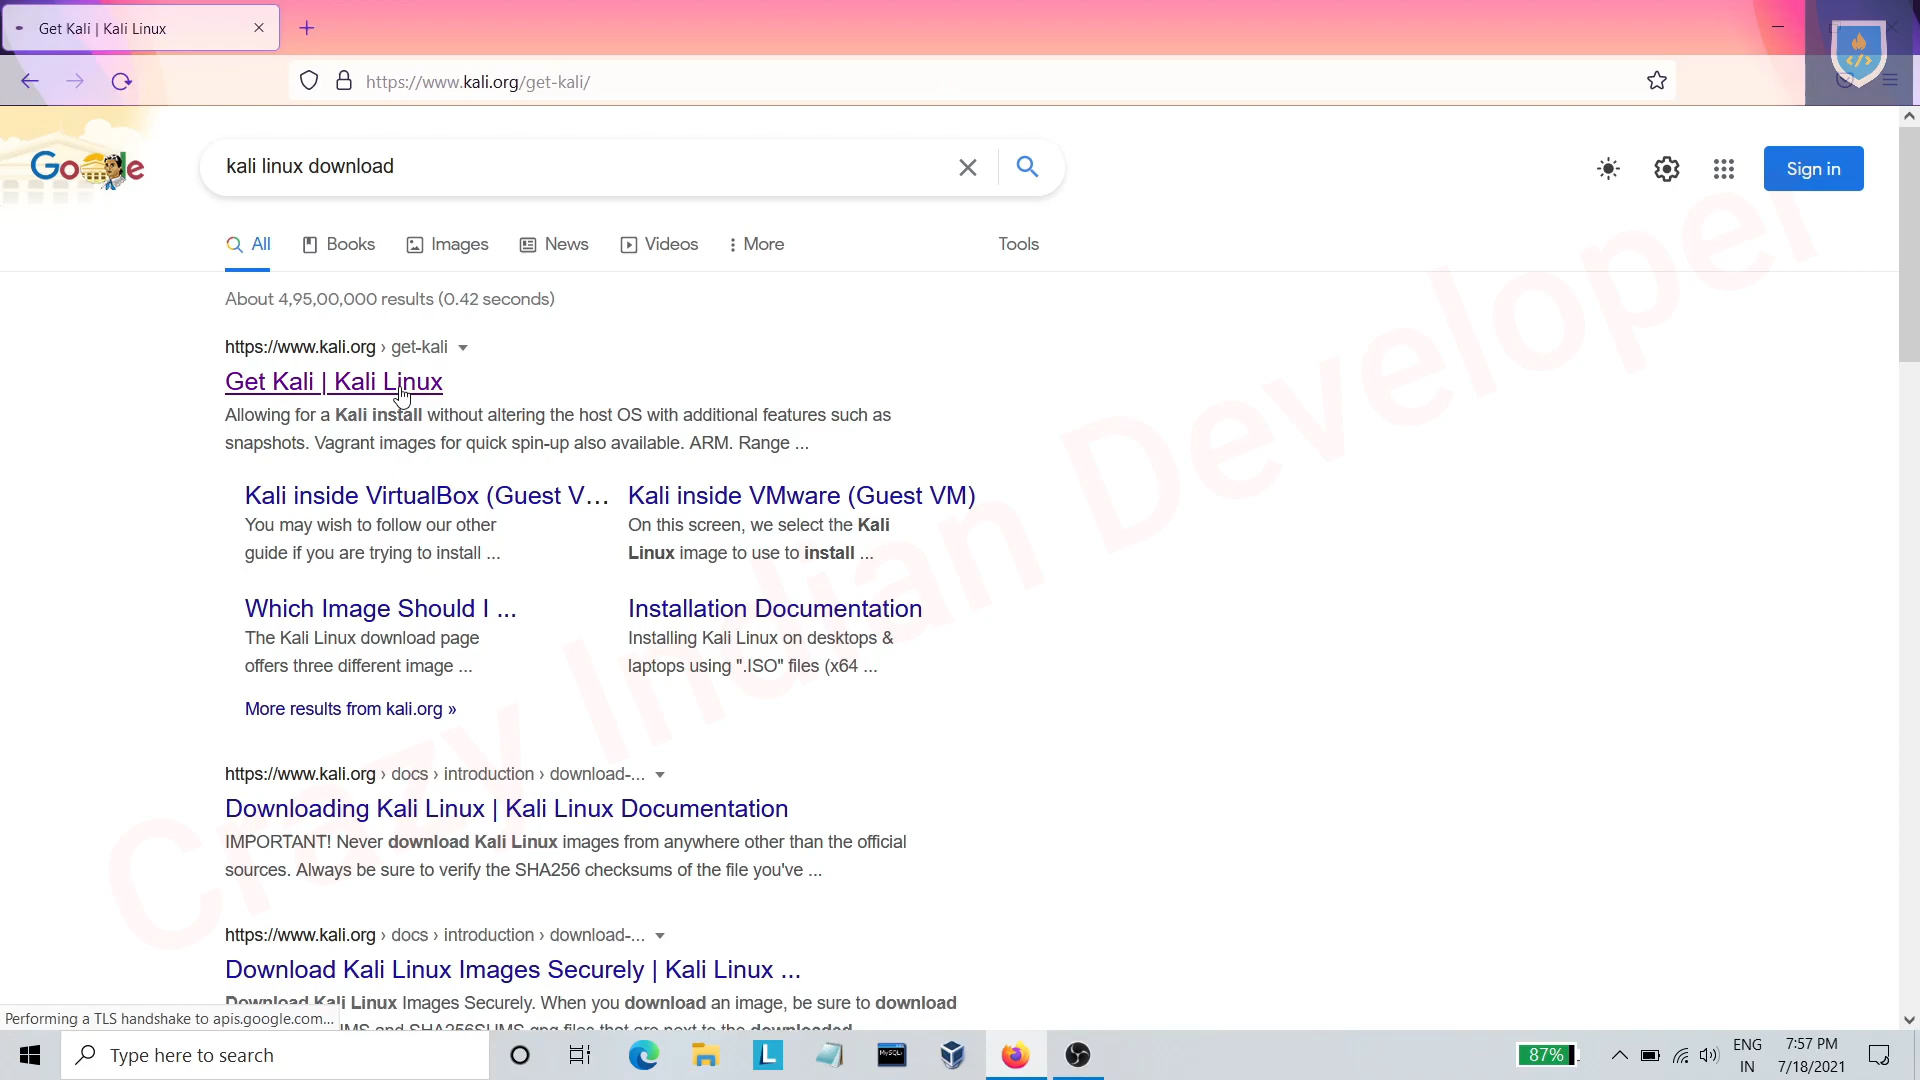 Get Kali | Kali Linux
https://www.kali.org/get-kali/
Google
kali linux download
Sign in
All
Books
Images
News
Videos
More
Tools
About 4,95,00,000 results (0.42 seconds)
https://www.kali.org › get-kali
Get Kali | Kali Linux
Allowing for a Kali install without altering the host OS with additional features such as
snapshots. Vagrant images for quick spin-up also available. ARM. Range ...
Kali inside VirtualBox (Guest V...
You may wish to follow our other
guide if you are trying to install ...
Kali inside VMware (Guest VM)
On this screen, we select the Kali
Linux image to use to install ...
Which Image Should I ...
The Kali Linux download page
offers three different image ...
Installation Documentation
Installing Kali Linux on desktops &
laptops using ".ISO" files (x64 ...
More results from kali.org »
https://www.kali.org › docs › introduction › download-...
Downloading Kali Linux | Kali Linux Documentation
IMPORTANT! Never download Kali Linux images from anywhere other than the official
sources. Always be sure to verify the SHA256 checksums of the file you've ...
https://www.kali.org › docs › introduction › download-...
Download Kali Linux Images Securely | Kali Linux ...
Download Kali Linux Images Securely. When you download an image, be sure to download
Crazy Indian Developer
Performing a TLS handshake to apis.google.com...
Type here to search
L
MySQL
87%
ENG
IN
7:57 PM
7/18/2021